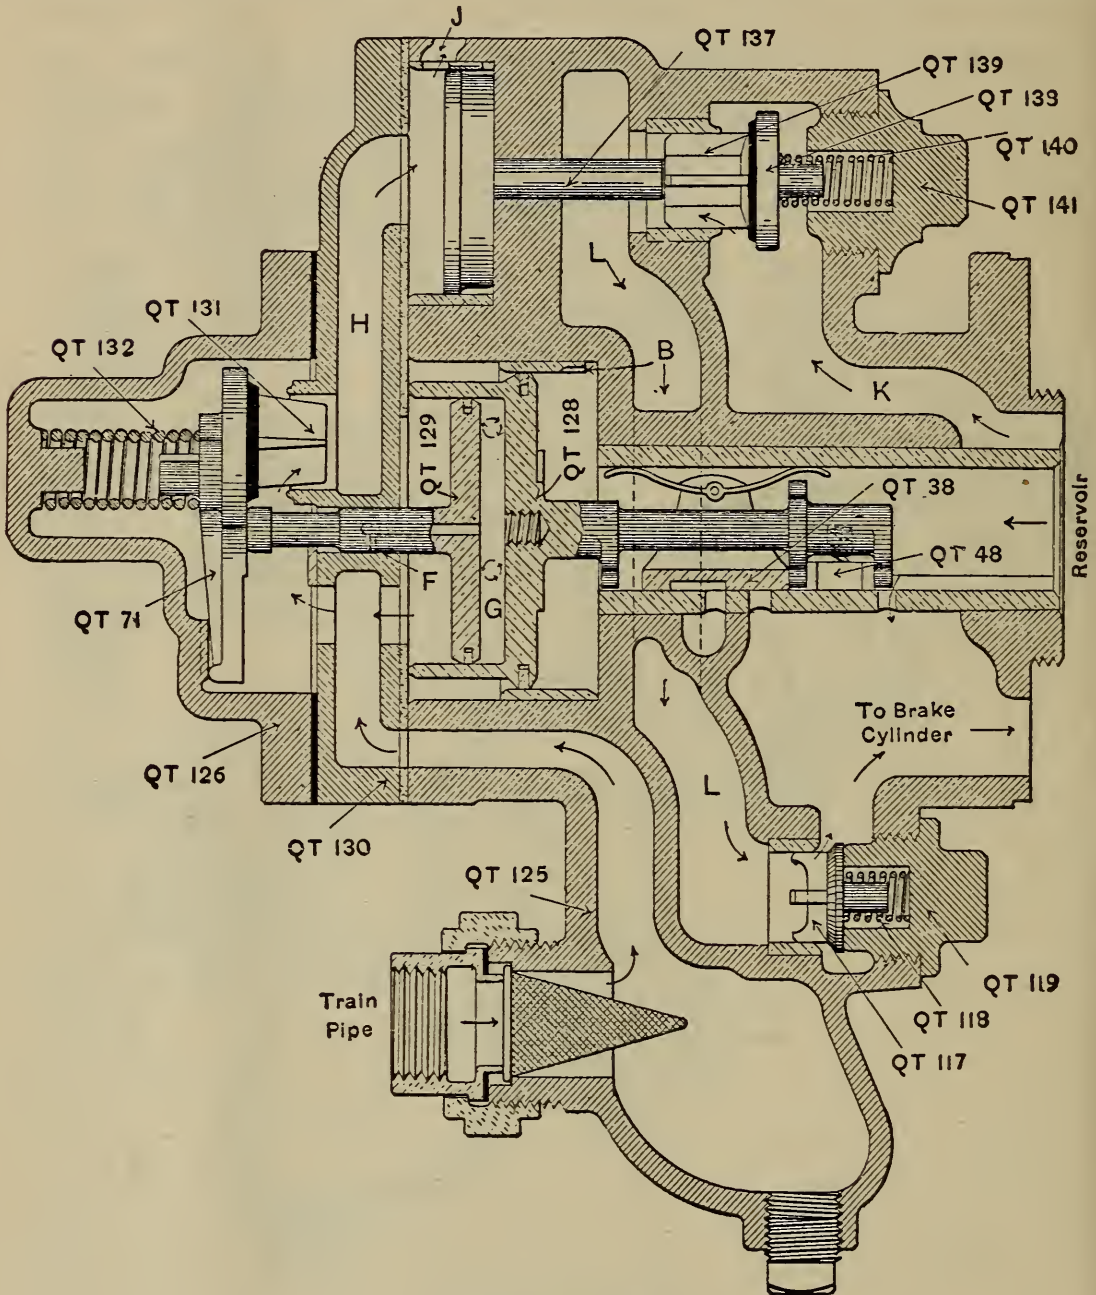 J
QT 137
QT 139
QT 133
QT 140
QT 141
L
QT 131
H
QT 132
B
K
QT 129
QT 128
QT 38
QT 48
F
G
Reservoir
QT 71
To Brake
Cylinder
QT 126
L
QT 130
QT 125
Train
Pipe
QT 119
QT 118
QT 117